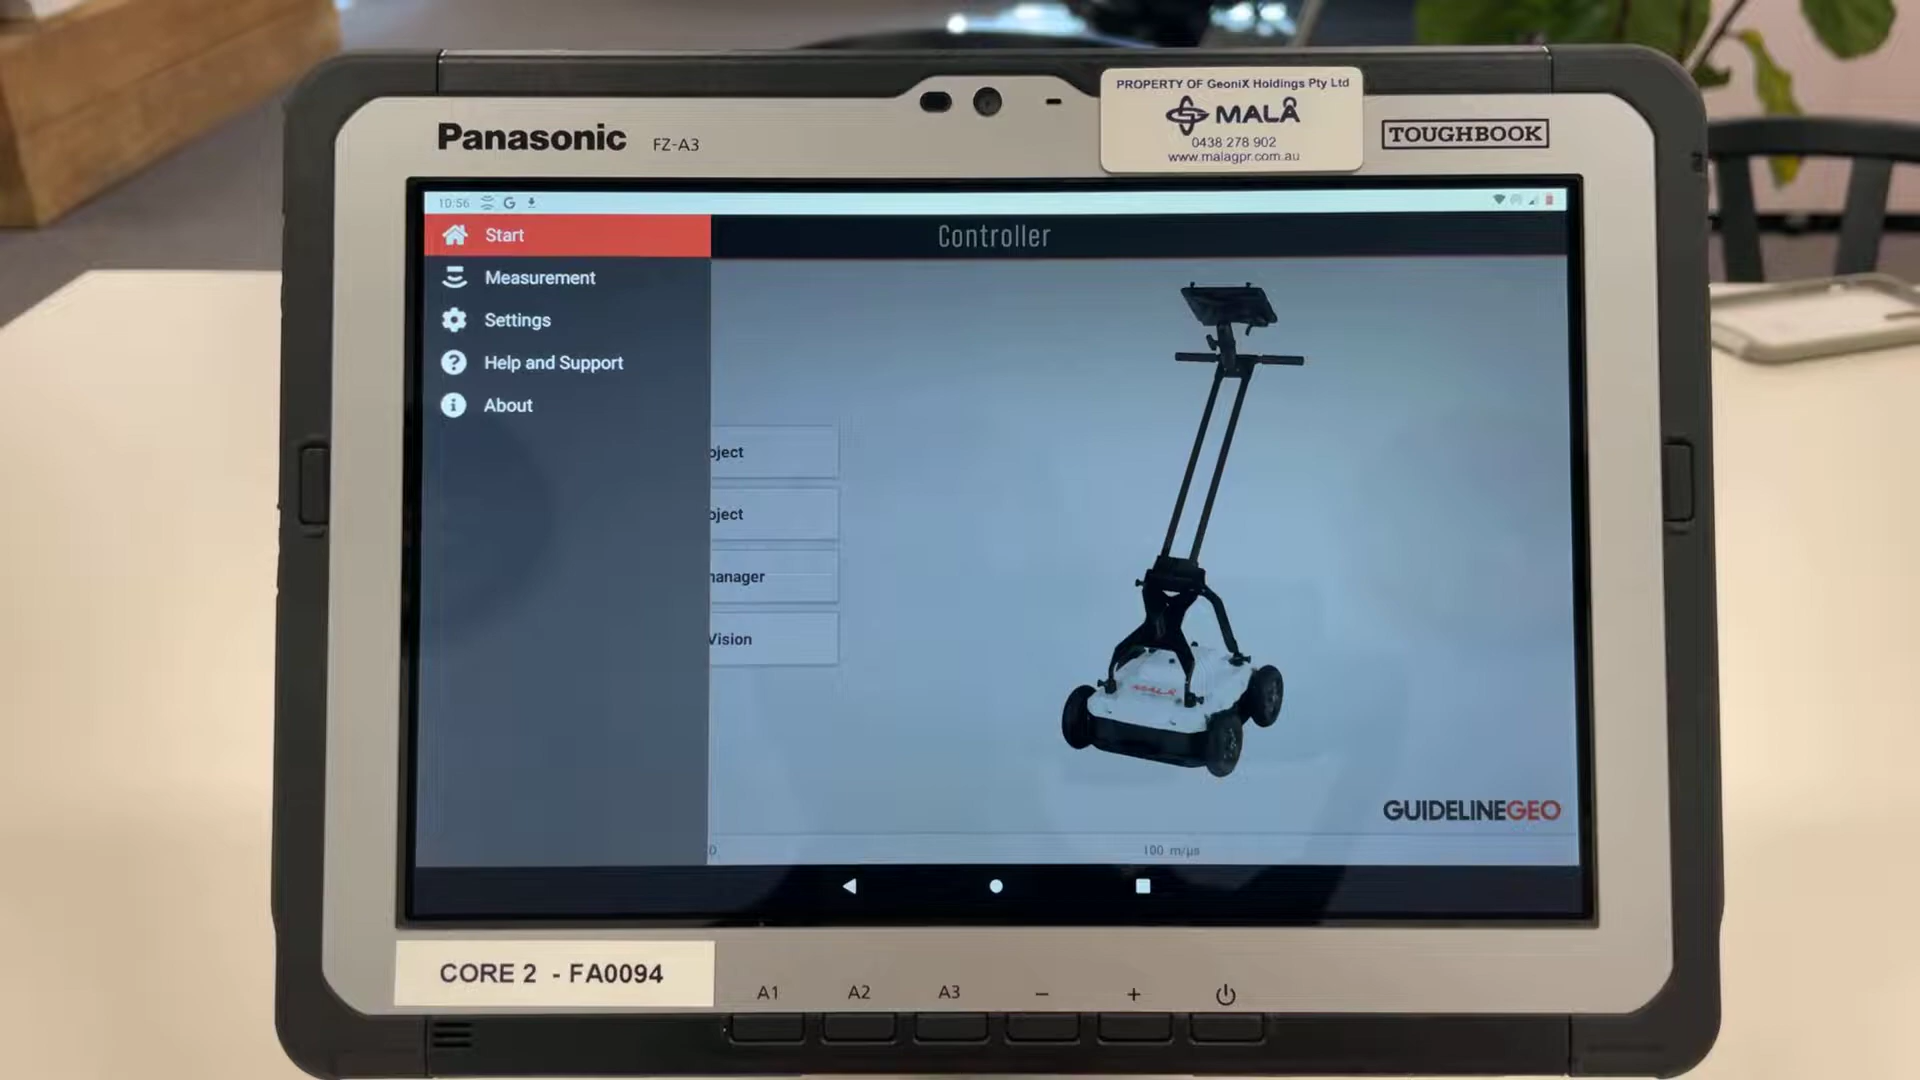 PROPERTY OF GeoniX Holdings Pty Ltd
MALÅ
0438 278 902
www.malagpr.com.au
Panasonic
FZ-A3
TOUGHBOOK
10:56
Start
Controller
Measurement
Settings
Help and Support
About
oject
oject
anager
Vision
MALÅ
GUIDELINEGEO
0
100 m/µs
CORE 2 - FA0094
A1
A2
A3
−
+